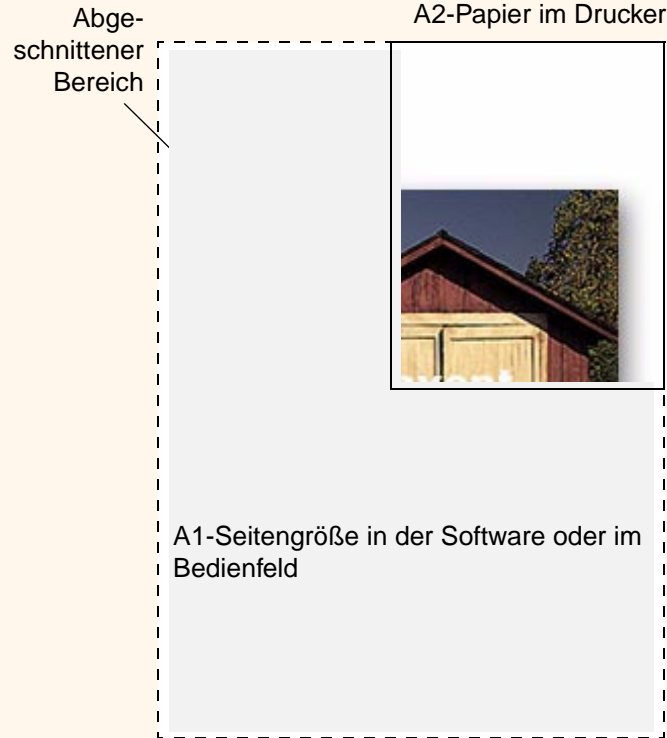 Abge-
schnittener
Bereich
A2-Papier im Drucker
A1-Seitengröße in der Software oder im
Bedienfeld